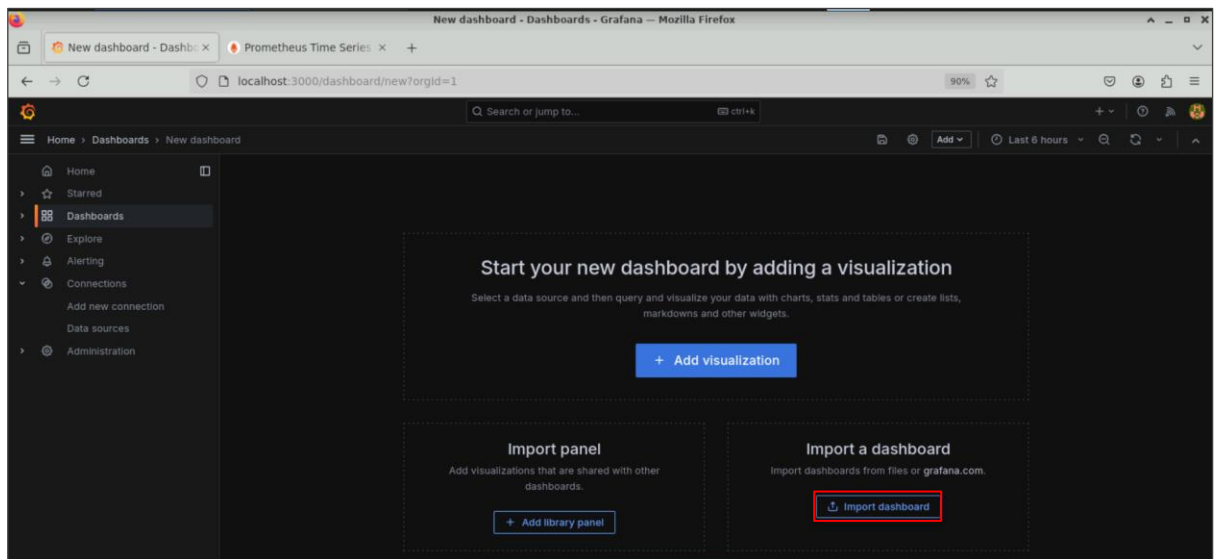 New dashboard - Dashboards - Grafana — Mozilla Firefox
New dashboard - Dashbo
Prometheus Time Series
localhost:3000/dashboard/new?orgId=1
90%
Search or jump to...
ctrl+k
Home › Dashboards › New dashboard
Add
Last 6 hours
Home
Starred
Dashboards
Explore
Alerting
Connections
Add new connection
Data sources
Administration
Start your new dashboard by adding a visualization
Select a data source and then query and visualize your data with charts, stats and tables or create lists,
markdowns and other widgets.
+ Add visualization
Import panel
Add visualizations that are shared with other
dashboards.
+ Add library panel
Import a dashboard
Import dashboards from files or grafana.com.
Import dashboard